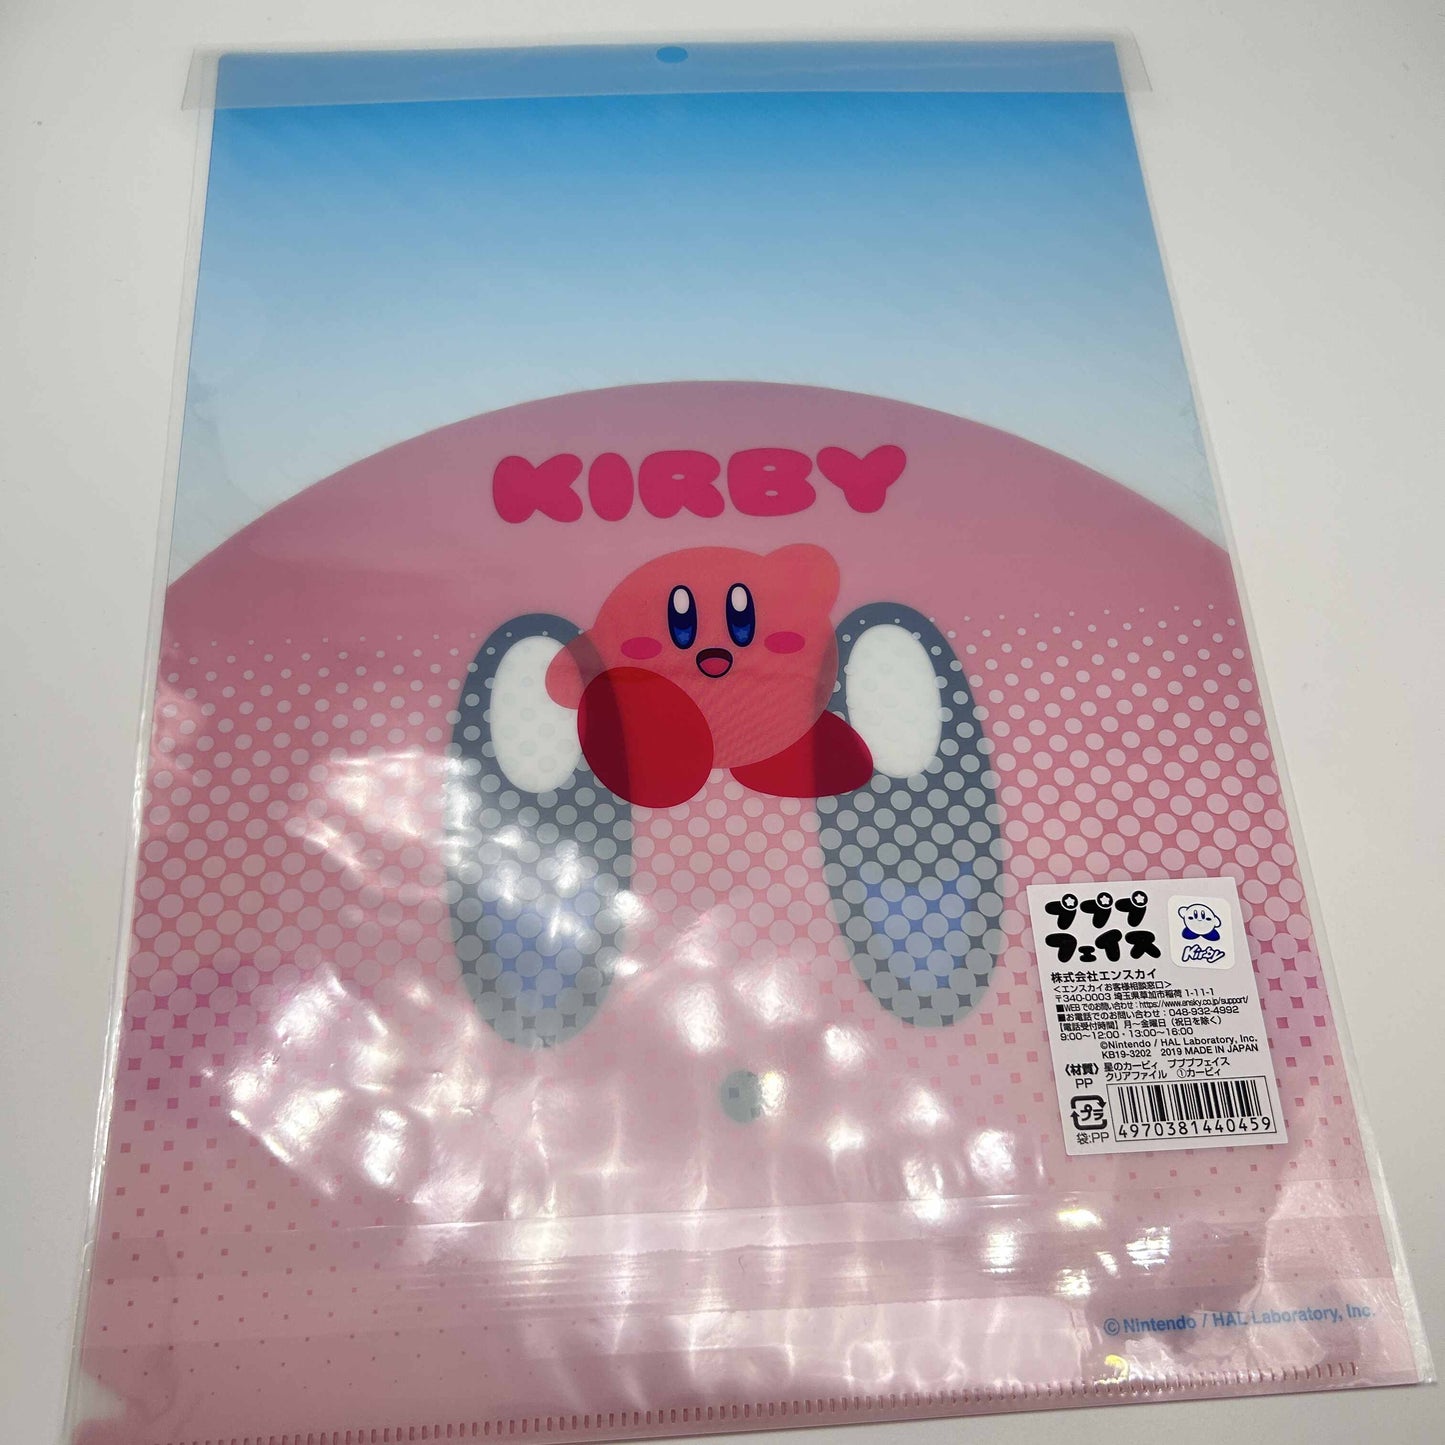 KIRBY
プププ
フェイス
Kirby
株式会社エンスカイ
<エンスカイお客様相談窓口>
〒340-0003 埼玉県草加市稲荷 1-11-1
■WEBでのお問い合わせ:https://www.ensky.co.jp/support/
■お電話でのお問い合わせ:048-932-4992
[電話受付時間] 月～金曜日(祝日を除く)
9:00～12:00・13:00～16:00
©Nintendo / HAL Laboratory, Inc.
KB19-3202 2019 MADE IN JAPAN
〈材質〉 星のカービィ プププフェイス
PP クリアファイル ①カービィ
プラ
袋:PP
4970381440459
© Nintendo / HAL Laboratory, Inc.